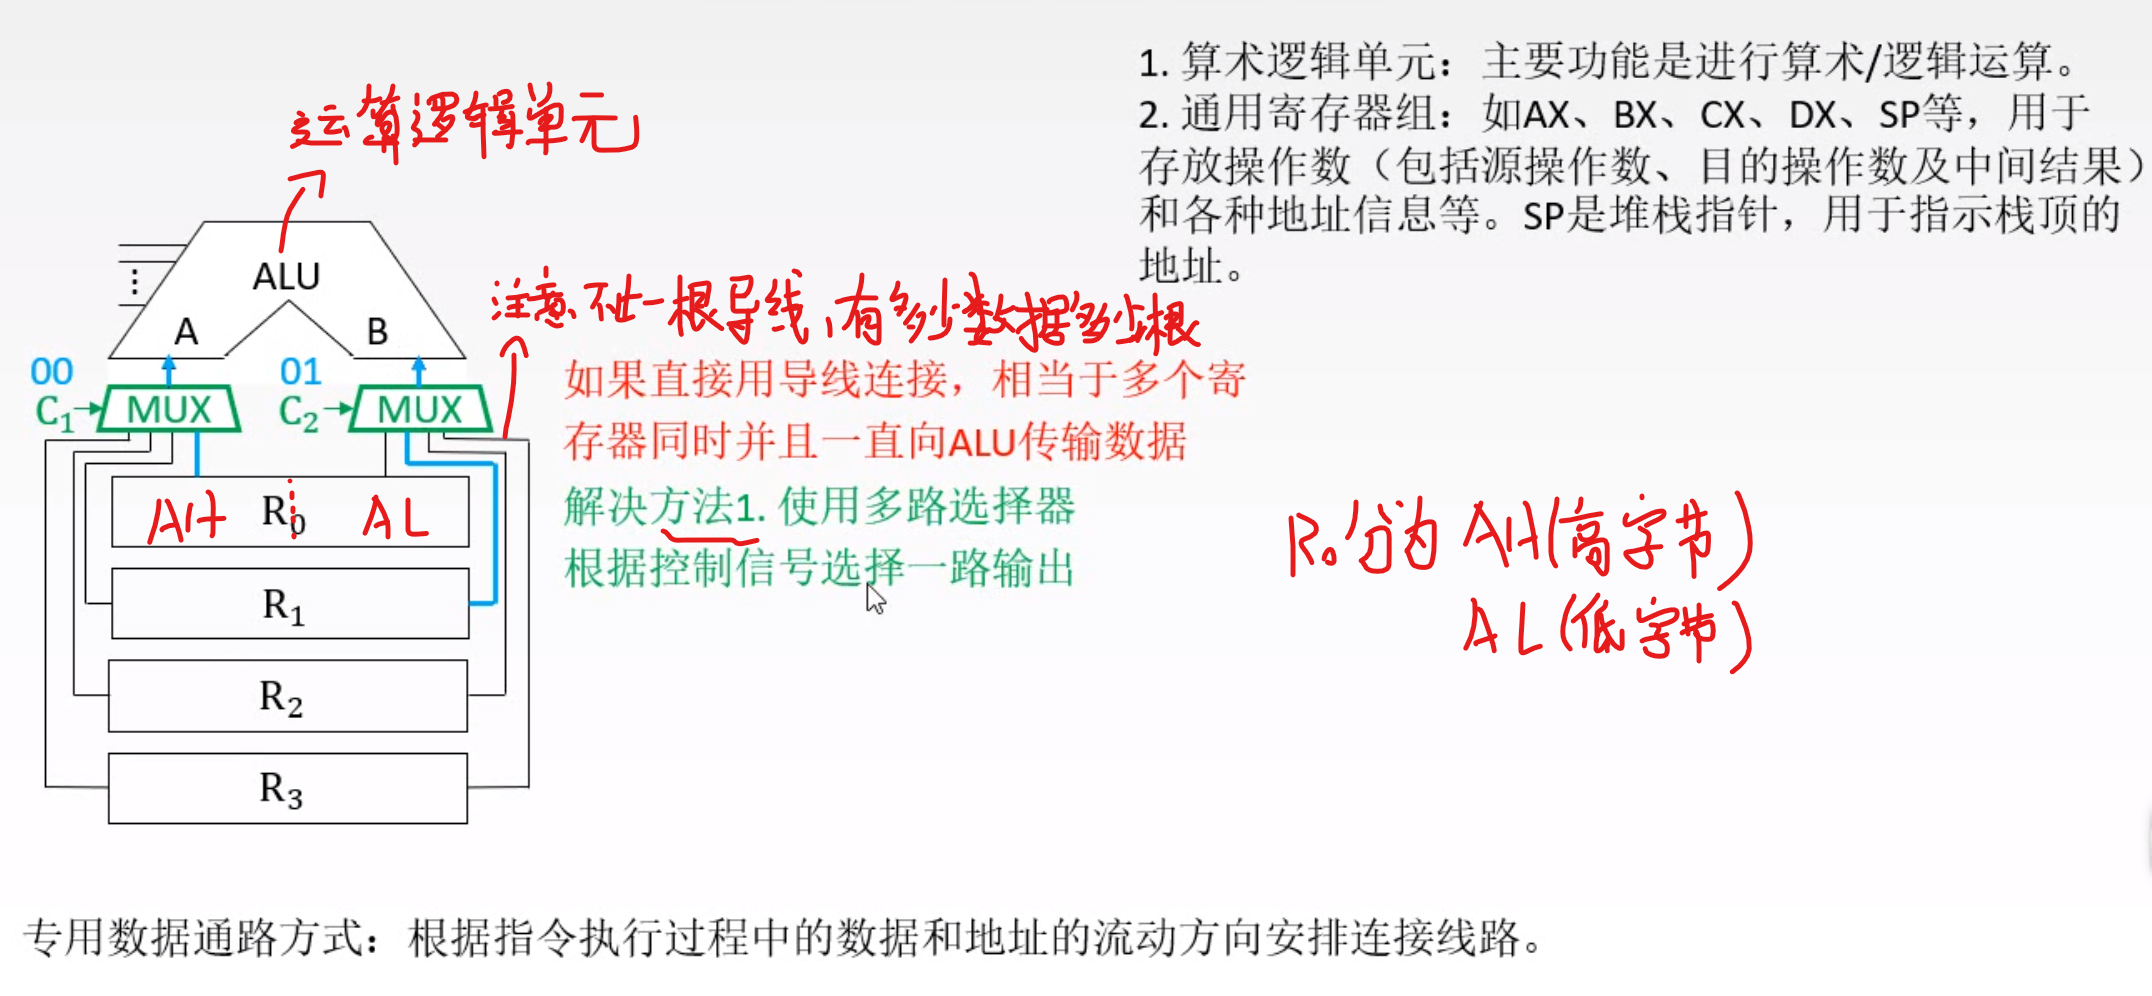 1. 算术逻辑单元：主要功能是进行算术/逻辑运算。
2. 通用寄存器组：如AX、BX、CX、DX、SP等，用于
存放操作数（包括源操作数、目的操作数及中间结果）
和各种地址信息等。SP是堆栈指针，用于指示栈顶的
地址。
运算逻辑单元
ALU
A
B
注意不止一根导线，有多少数据多少根
00
01
C₁
MUX
C₂
MUX
如果直接用导线连接，相当于多个寄
存器同时并且一直向ALU传输数据
解决方法1. 使用多路选择器
根据控制信号选择一路输出
AH
R₀
AL
R₁
R₂
R₃
R₀分为 AH(高字节)
AL(低字节)
专用数据通路方式：根据指令执行过程中的数据和地址的流动方向安排连接线路。